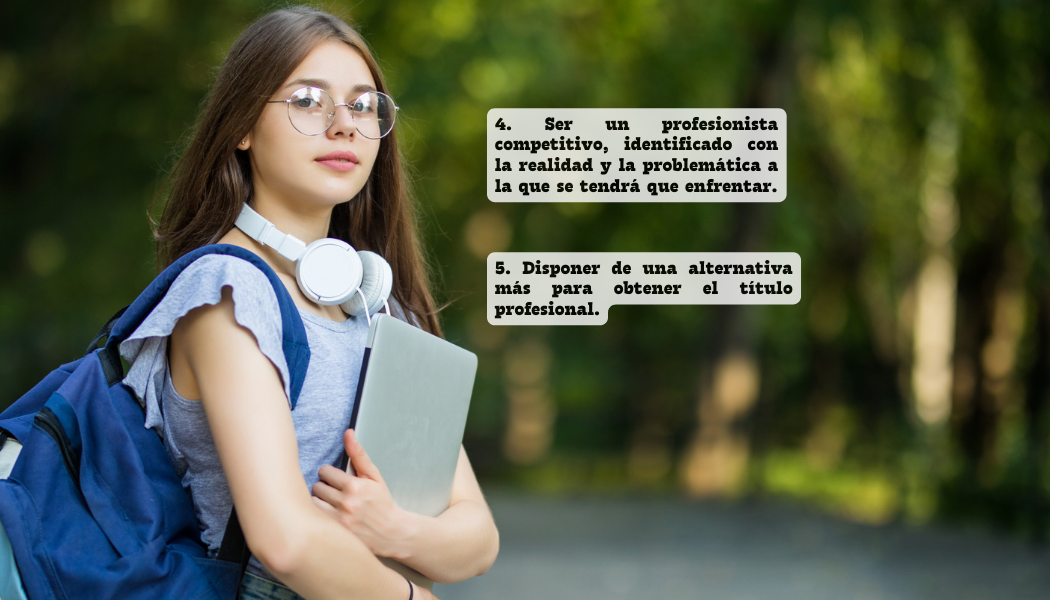 4. Ser un profesionista
competitivo, identificado con
la realidad y la problemática a
la que se tendrá que enfrentar.
5. Disponer de una alternativa
más para obtener el título
profesional.